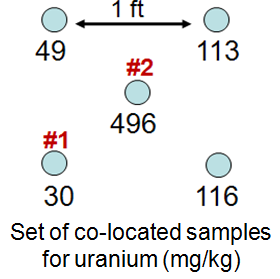 1 ft
49 113
#2
496
#1
30 116
Set of co-located samples
for uranium (mg/kg)